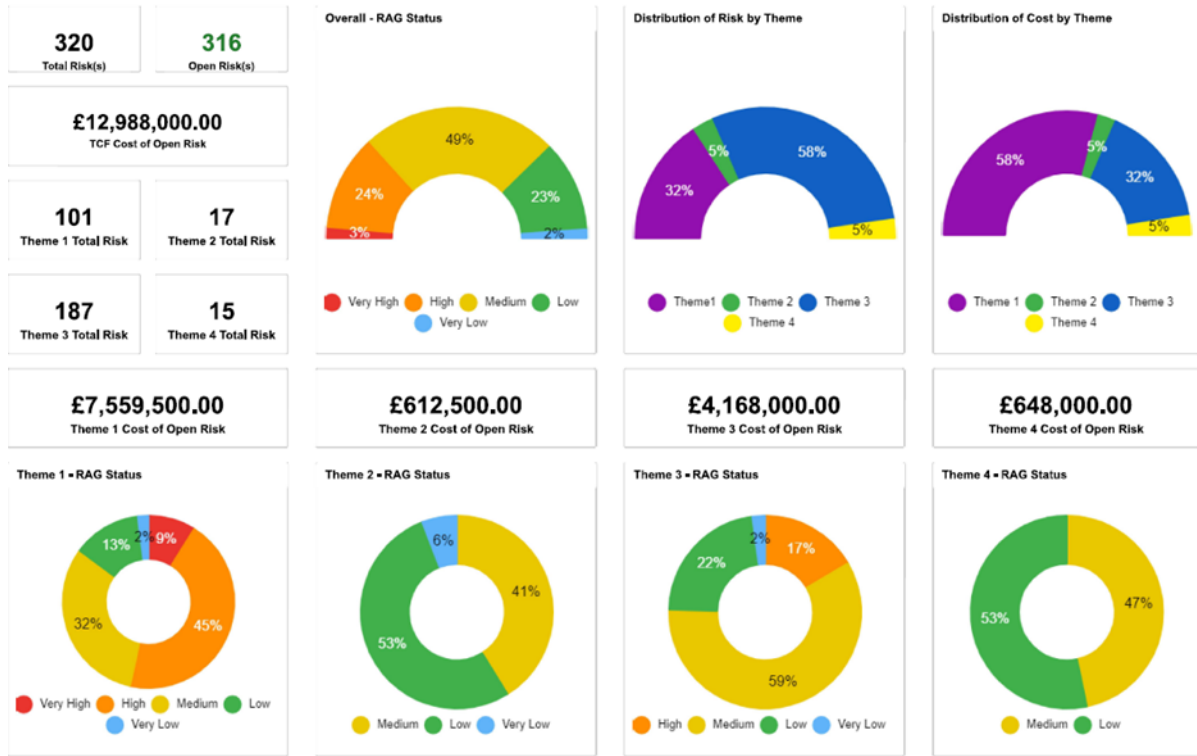 320
Total Risk(s)
316
Open Risk(s)
£12,988,000.00
TCF Cost of Open Risk
101
Theme 1 Total Risk
17
Theme 2 Total Risk
187
Theme 3 Total Risk
15
Theme 4 Total Risk
Overall - RAG Status
3%
24%
49%
23%
2%
Very High High Medium Low
Very Low
Distribution of Risk by Theme
32%
5%
58%
5%
Theme1 Theme 2 Theme 3
Theme 4
Distribution of Cost by Theme
58%
5%
32%
5%
Theme 1 Theme 2 Theme 3
Theme 4
£7,559,500.00
Theme 1 Cost of Open Risk
£612,500.00
Theme 2 Cost of Open Risk
£4,168,000.00
Theme 3 Cost of Open Risk
£648,000.00
Theme 4 Cost of Open Risk
Theme 1 - RAG Status
9%
45%
32%
13%
2%
Very High High Medium Low
Very Low
Theme 2 - RAG Status
41%
53%
6%
Medium Low Very Low
Theme 3 - RAG Status
17%
59%
22%
2%
High Medium Low Very Low
Theme 4 - RAG Status
47%
53%
Medium Low